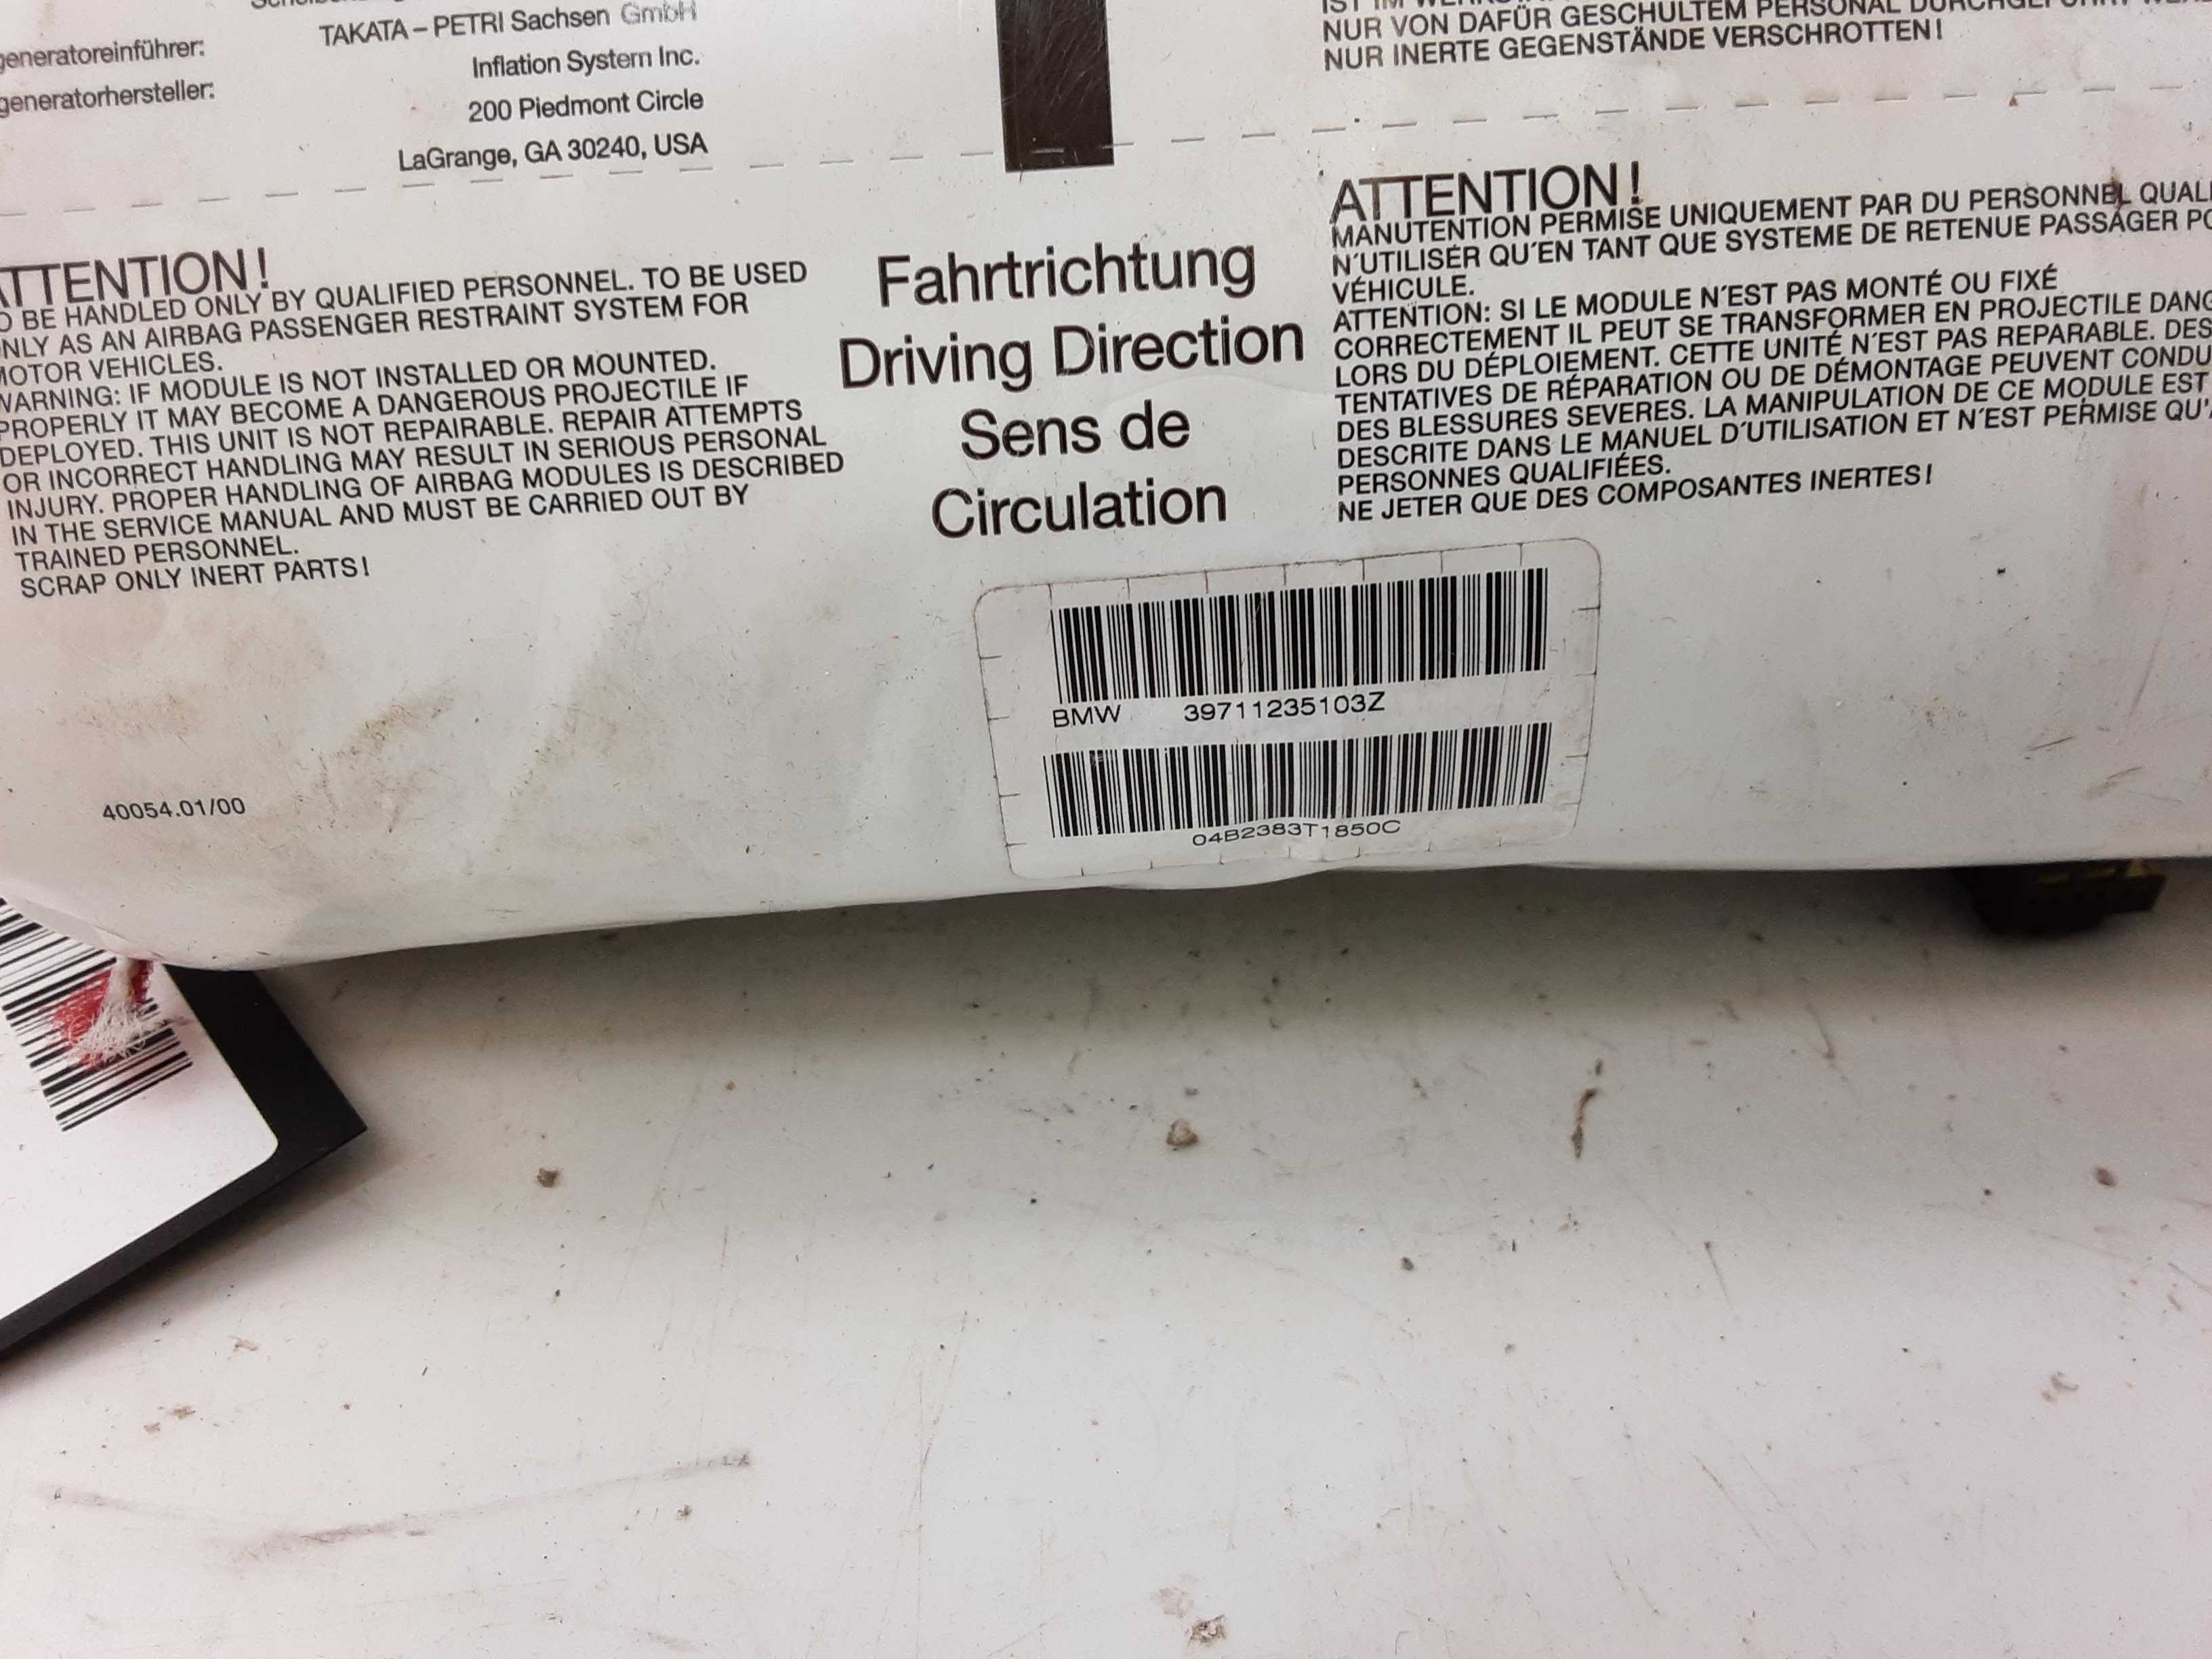 generatoreinführer:
generatorhersteller:
TAKATA – PETRI Sachsen GmbH
Inflation System Inc.
200 Piedmont Circle
LaGrange, GA 30240, USA
NUR VON DAFÜR GESCHULTEM PERSONAL
NUR INERTE GEGENSTÄNDE VERSCHROTTEN!
ATTENTION!
O BE HANDLED ONLY BY QUALIFIED PERSONNEL. TO BE USED
NLY AS AN AIRBAG PASSENGER RESTRAINT SYSTEM FOR
MOTOR VEHICLES.
WARNING: IF MODULE IS NOT INSTALLED OR MOUNTED.
PROPERLY IT MAY BECOME A DANGEROUS PROJECTILE IF
DEPLOYED. THIS UNIT IS NOT REPAIRABLE. REPAIR ATTEMPTS
OR INCORRECT HANDLING MAY RESULT IN SERIOUS PERSONAL
INJURY. PROPER HANDLING OF AIRBAG MODULES IS DESCRIBED
IN THE SERVICE MANUAL AND MUST BE CARRIED OUT BY
TRAINED PERSONNEL.
SCRAP ONLY INERT PARTS!
Fahrtrichtung
Driving Direction
Sens de
Circulation
ATTENTION!
MANUTENTION PERMISE UNIQUEMENT PAR DU PERSONNEL QUALI
N'UTILISER QU'EN TANT QUE SYSTEME DE RETENUE PASSAGER PO
VÉHICULE.
ATTENTION: SI LE MODULE N'EST PAS MONTÉ OU FIXÉ
CORRECTEMENT IL PEUT SE TRANSFORMER EN PROJECTILE DANG
LORS DU DÉPLOIEMENT. CETTE UNITÉ N'EST PAS REPARABLE. DES
TENTATIVES DE RÉPARATION OU DE DÉMONTAGE PEUVENT CONDU
DES BLESSURES SEVERES. LA MANIPULATION DE CE MODULE EST
DESCRITE DANS LE MANUEL D'UTILISATION ET N'EST PERMISE QU'
PERSONNES QUALIFIÉES.
NE JETER QUE DES COMPOSANTES INERTES!
BMW 39711235103Z
04B2383T1850C
40054.01/00